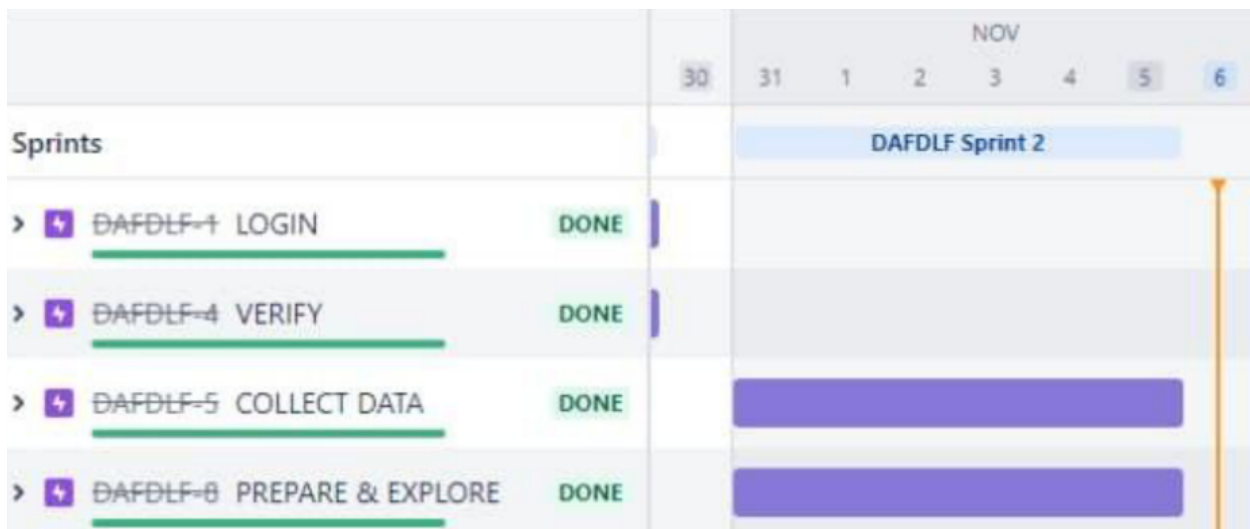 NOV
30 31 1 2 3 4 5 6
Sprints DAFDLF Sprint 2
DAFDLF-1 LOGIN DONE
DAFDLF-4 VERIFY DONE
DAFDLF-5 COLLECT DATA DONE
DAFDLF-8 PREPARE & EXPLORE DONE